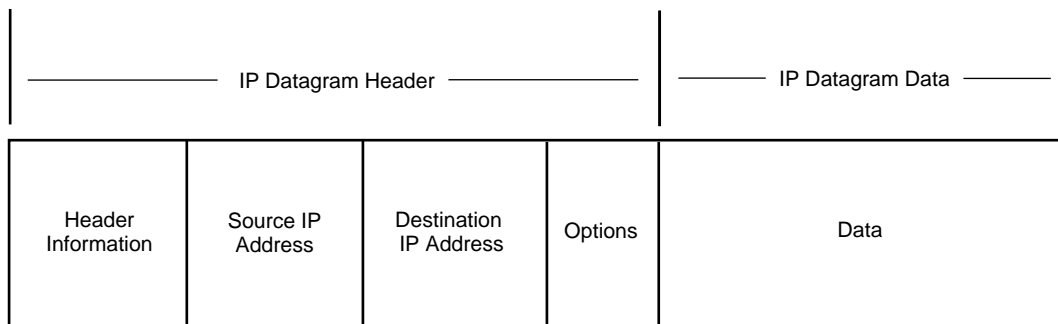 IP Datagram Header
IP Datagram Data
Header
Information
Source IP
Address
Destination
IP Address
Options
Data